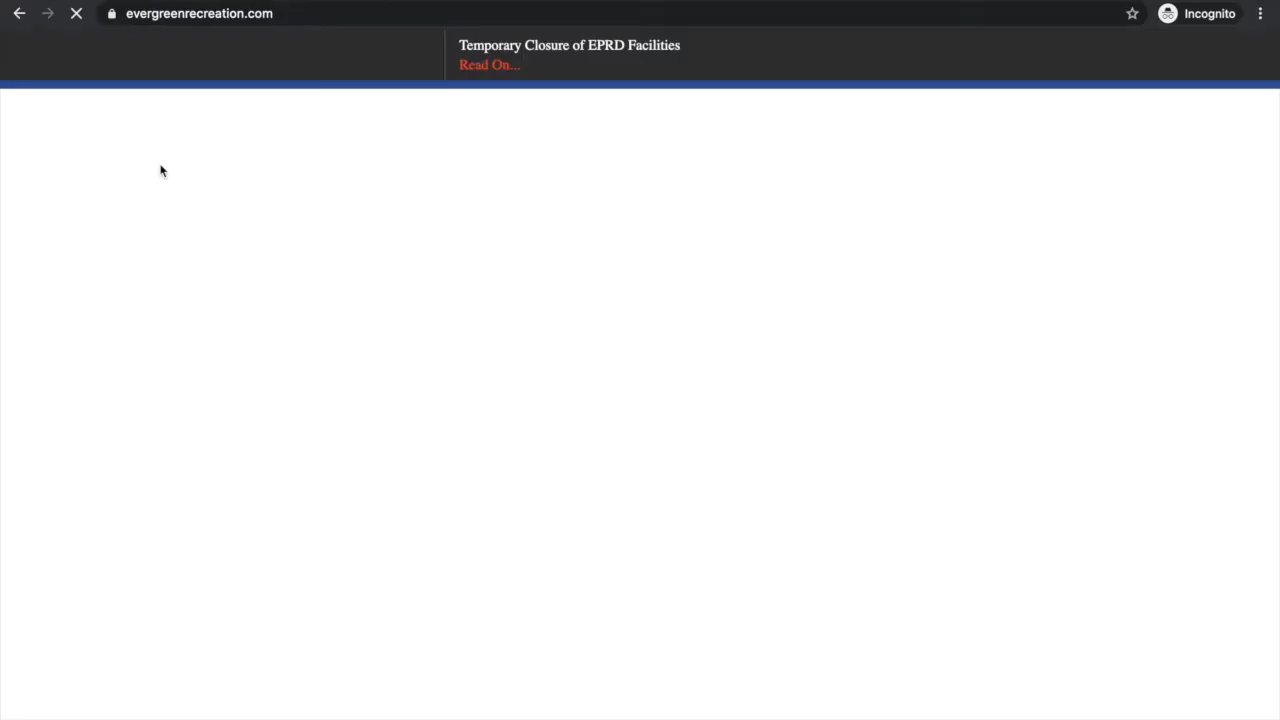 evergreenrecreation.com
Incognito
Temporary Closure of EPRD Facilities
Read On...